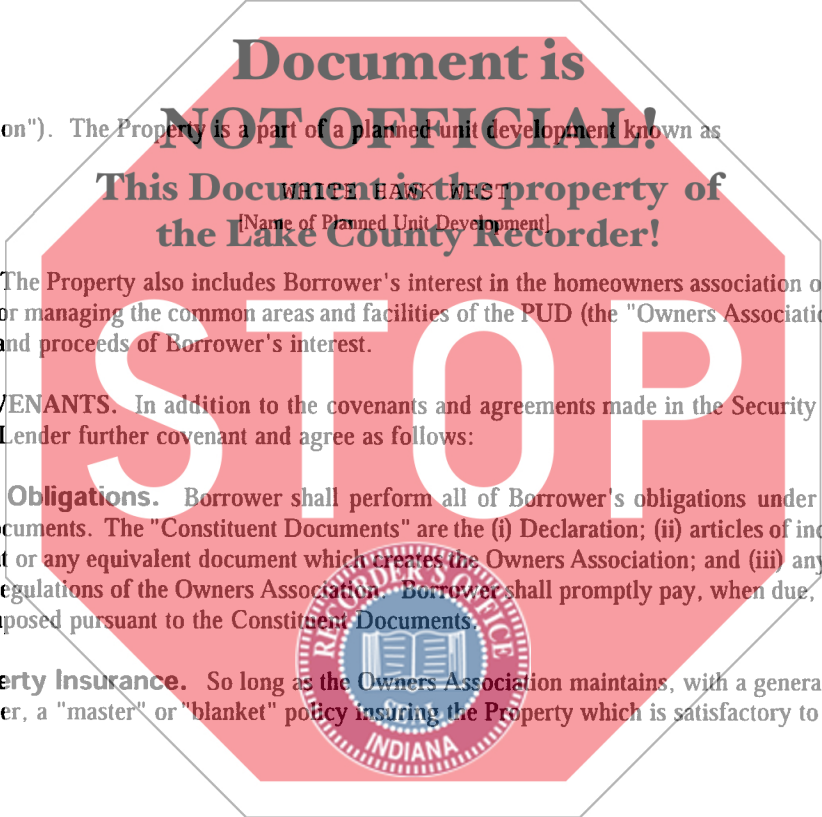 Document is
NOT OFFICIAL!
on"). The Property is a part of a planned unit development known as
This Document is the property of
WHITE HAWK WEST
[Name of Planned Unit Development]
the Lake County Recorder!
The Property also includes Borrower's interest in the homeowners association o
or managing the common areas and facilities of the PUD (the "Owners Associatio
and proceeds of Borrower's interest.
STOP
VENANTS. In addition to the covenants and agreements made in the Security
Lender further covenant and agree as follows:
Obligations. Borrower shall perform all of Borrower's obligations under
cuments. The "Constituent Documents" are the (i) Declaration; (ii) articles of inc
t or any equivalent document which creates the Owners Association; and (iii) any
egulations of the Owners Association. Borrower shall promptly pay, when due,
posed pursuant to the Constituent Documents.
RECORDER'S OFFICE
SEAL
INDIANA
erty Insurance. So long as the Owners Association maintains, with a genera
er, a "master" or "blanket" policy insuring the Property which is satisfactory to